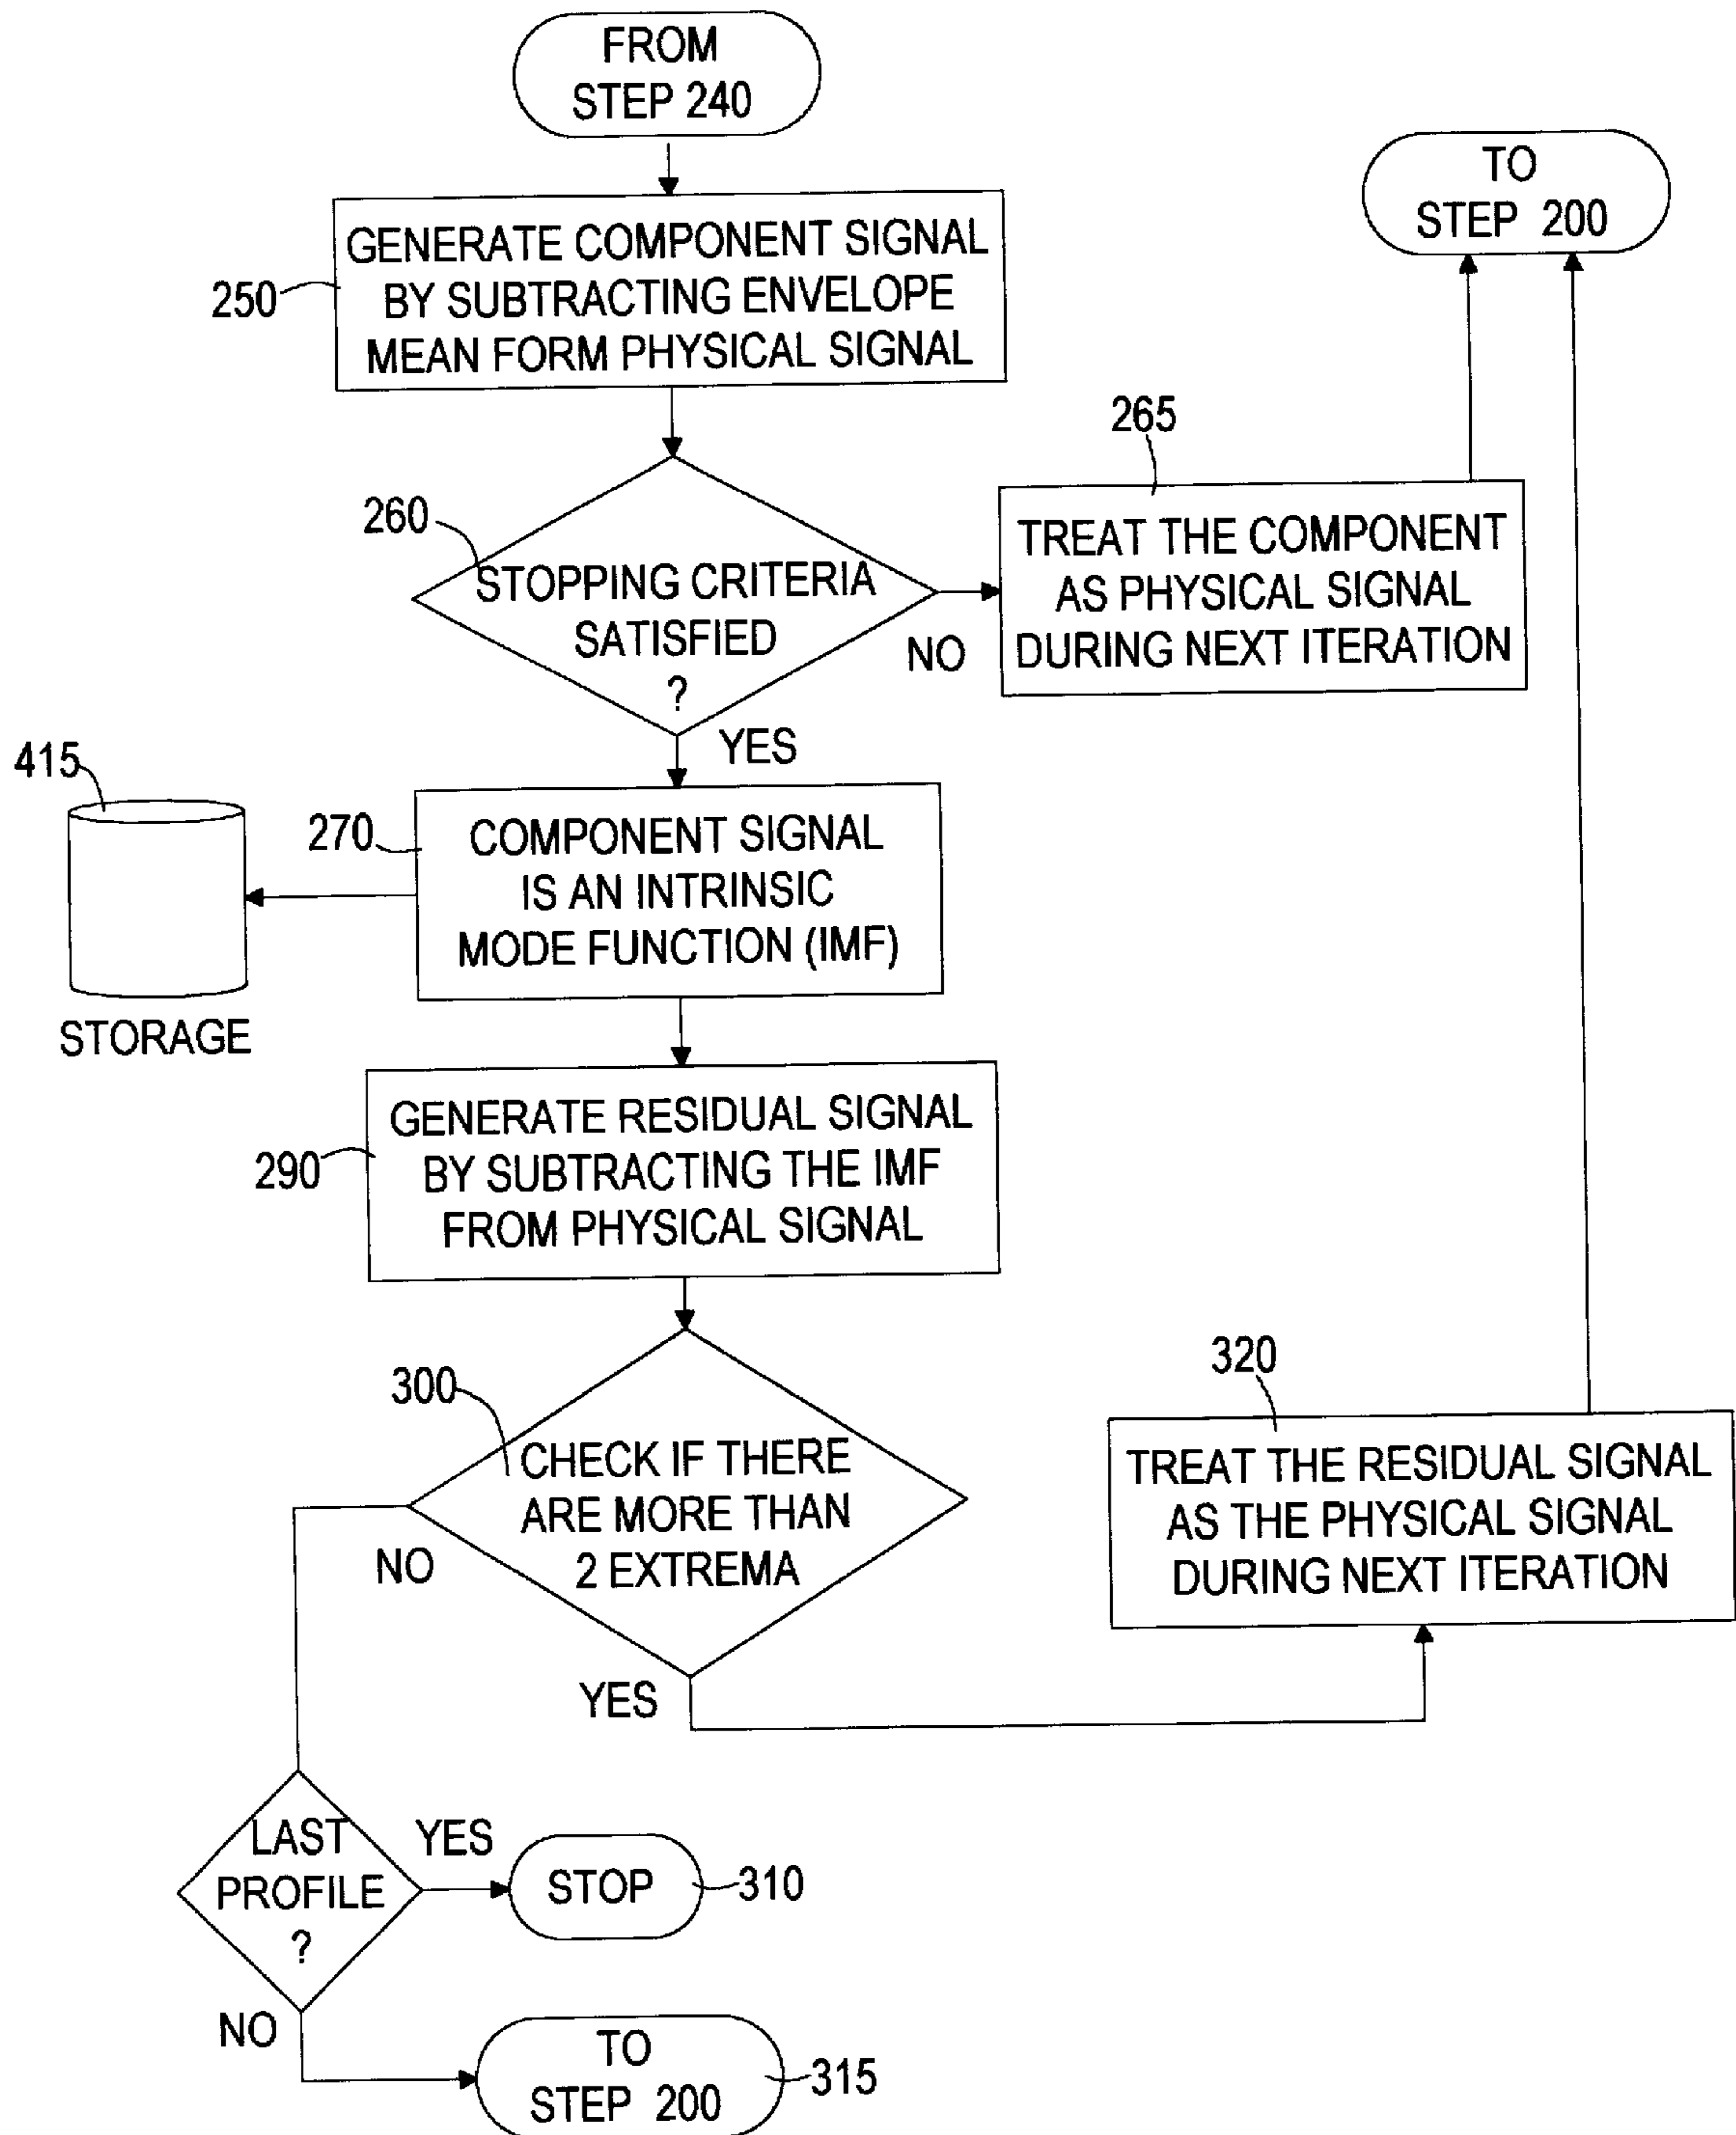 FROM
STEP 240
TO
STEP 200
GENERATE COMPONENT SIGNAL
BY SUBTRACTING ENVELOPE
MEAN FORM PHYSICAL SIGNAL
250
265
260
STOPPING CRITERIA
SATISFIED
?
NO
YES
TREAT THE COMPONENT
AS PHYSICAL SIGNAL
DURING NEXT ITERATION
415
STORAGE
270
COMPONENT SIGNAL
IS AN INTRINSIC
MODE FUNCTION (IMF)
290
GENERATE RESIDUAL SIGNAL
BY SUBTRACTING THE IMF
FROM PHYSICAL SIGNAL
300
CHECK IF THERE
ARE MORE THAN
2 EXTREMA
NO
YES
320
TREAT THE RESIDUAL SIGNAL
AS THE PHYSICAL SIGNAL
DURING NEXT ITERATION
LAST
PROFILE
?
YES
STOP
310
NO
TO
STEP 200
315